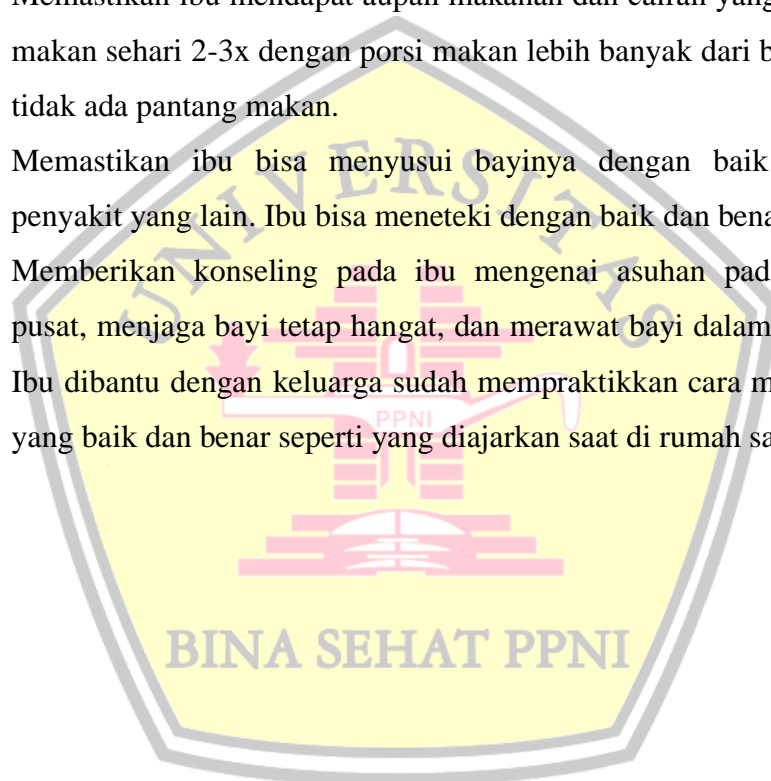 Memastikan ibu mendapat aupan makanan dan cairan yang
makan sehari 2-3x dengan porsi makan lebih banyak dari b
tidak ada pantang makan.
Memastikan ibu bisa menyusui bayinya dengan baik
penyakit yang lain. Ibu bisa meneteki dengan baik dan bena
Memberikan konseling pada ibu mengenai asuhan pad
pusat, menjaga bayi tetap hangat, dan merawat bayi dalam
Ibu dibantu dengan keluarga sudah mempraktikkan cara m
yang baik dan benar seperti yang diajarkan saat di rumah sa
UNIVERSITAS
PPNI
BINA SEHAT PPNI